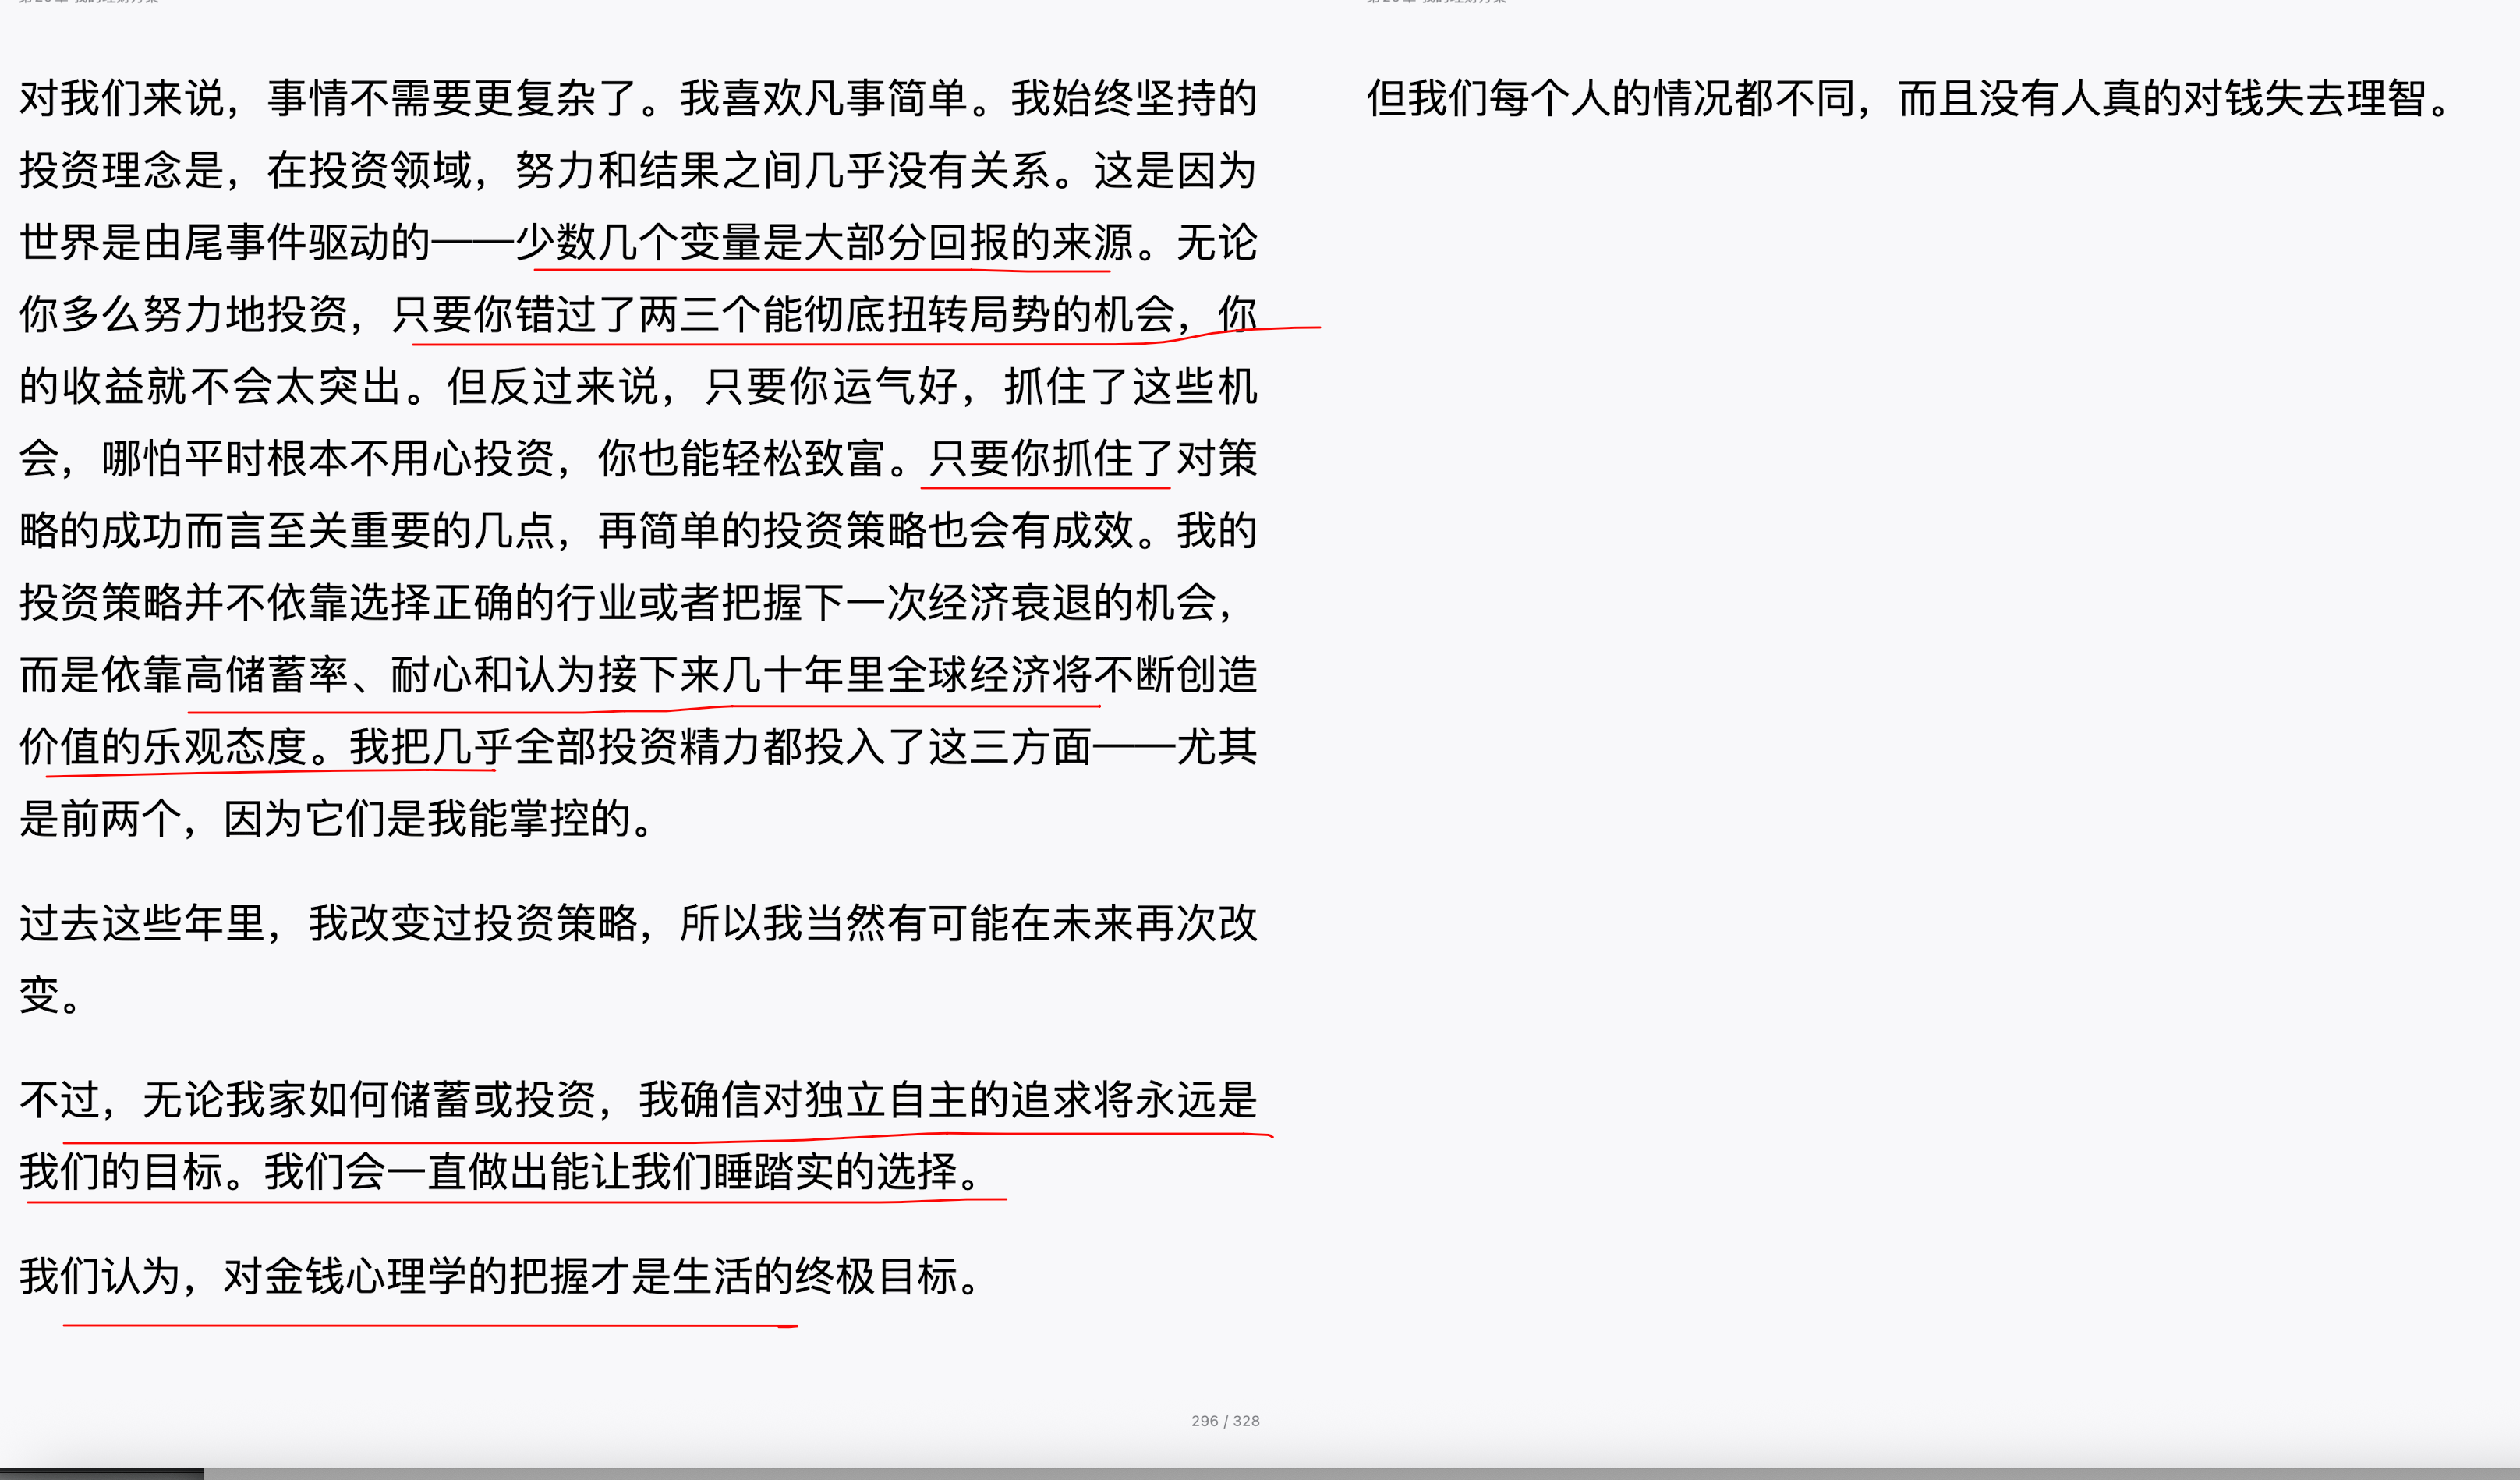 对我们来说，事情不需要更复杂了。我喜欢凡事简单。我始终坚持的
投资理念是，在投资领域，努力和结果之间几乎没有关系。这是因为
世界是由尾事件驱动的——少数几个变量是大部分回报的来源。无论
你多么努力地投资，只要你错过了两三个能彻底扭转局势的机会，你
的收益就不会太突出。但反过来说，只要你运气好，抓住了这些机
会，哪怕平时根本不用心投资，你也能轻松致富。只要你抓住了对策
略的成功而言至关重要的几点，再简单的投资策略也会有成效。我的
投资策略并不依靠选择正确的行业或者把握下一次经济衰退的机会，
而是依靠高储蓄率、耐心和认为接下来几十年里全球经济将不断创造
价值的乐观态度。我把几乎全部投资精力都投入了这三方面——尤其
是前两个，因为它们是我能掌控的。
过去这些年里，我改变过投资策略，所以我当然有可能在未来再次改
变。
不过，无论我家如何储蓄或投资，我确信对独立自主的追求将永远是
我们的目标。我们会一直做出能让我们睡踏实的选择。
我们认为，对金钱心理学的把握才是生活的终极目标。
296 / 328
但我们每个人的情况都不同，而且没有人真的对钱失去理智。